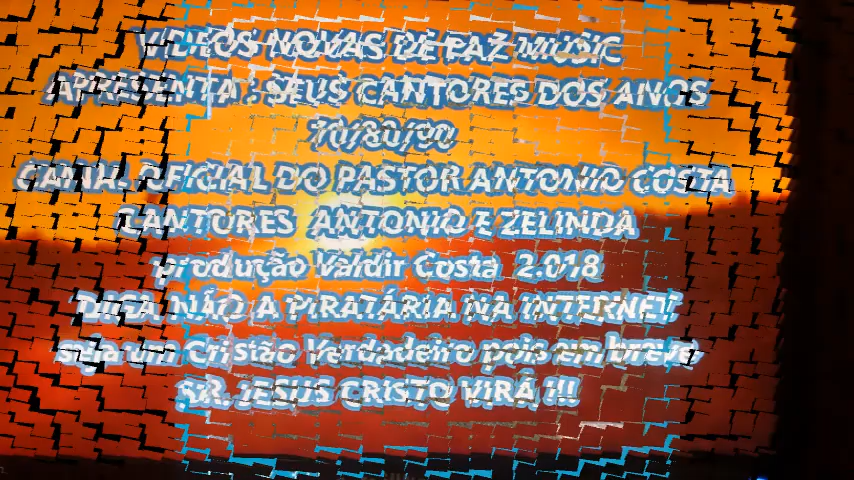 VIDEOS NOVAS DE PAZ MUSIC
APRESENTA : SEUS CANTORES DOS ANOS
70/80/90
CANAL OFICIAL DO PASTOR ANTONIO COSTA
CANTORES ANTONIO E ZELINDA
produção Valdir Costa 2.018
DIGA NÃO A PIRATÁRIA NA INTERNET
seja um Cristão Verdadeiro pois em breve
SR. JESUS CRISTO VIRÁ !!!